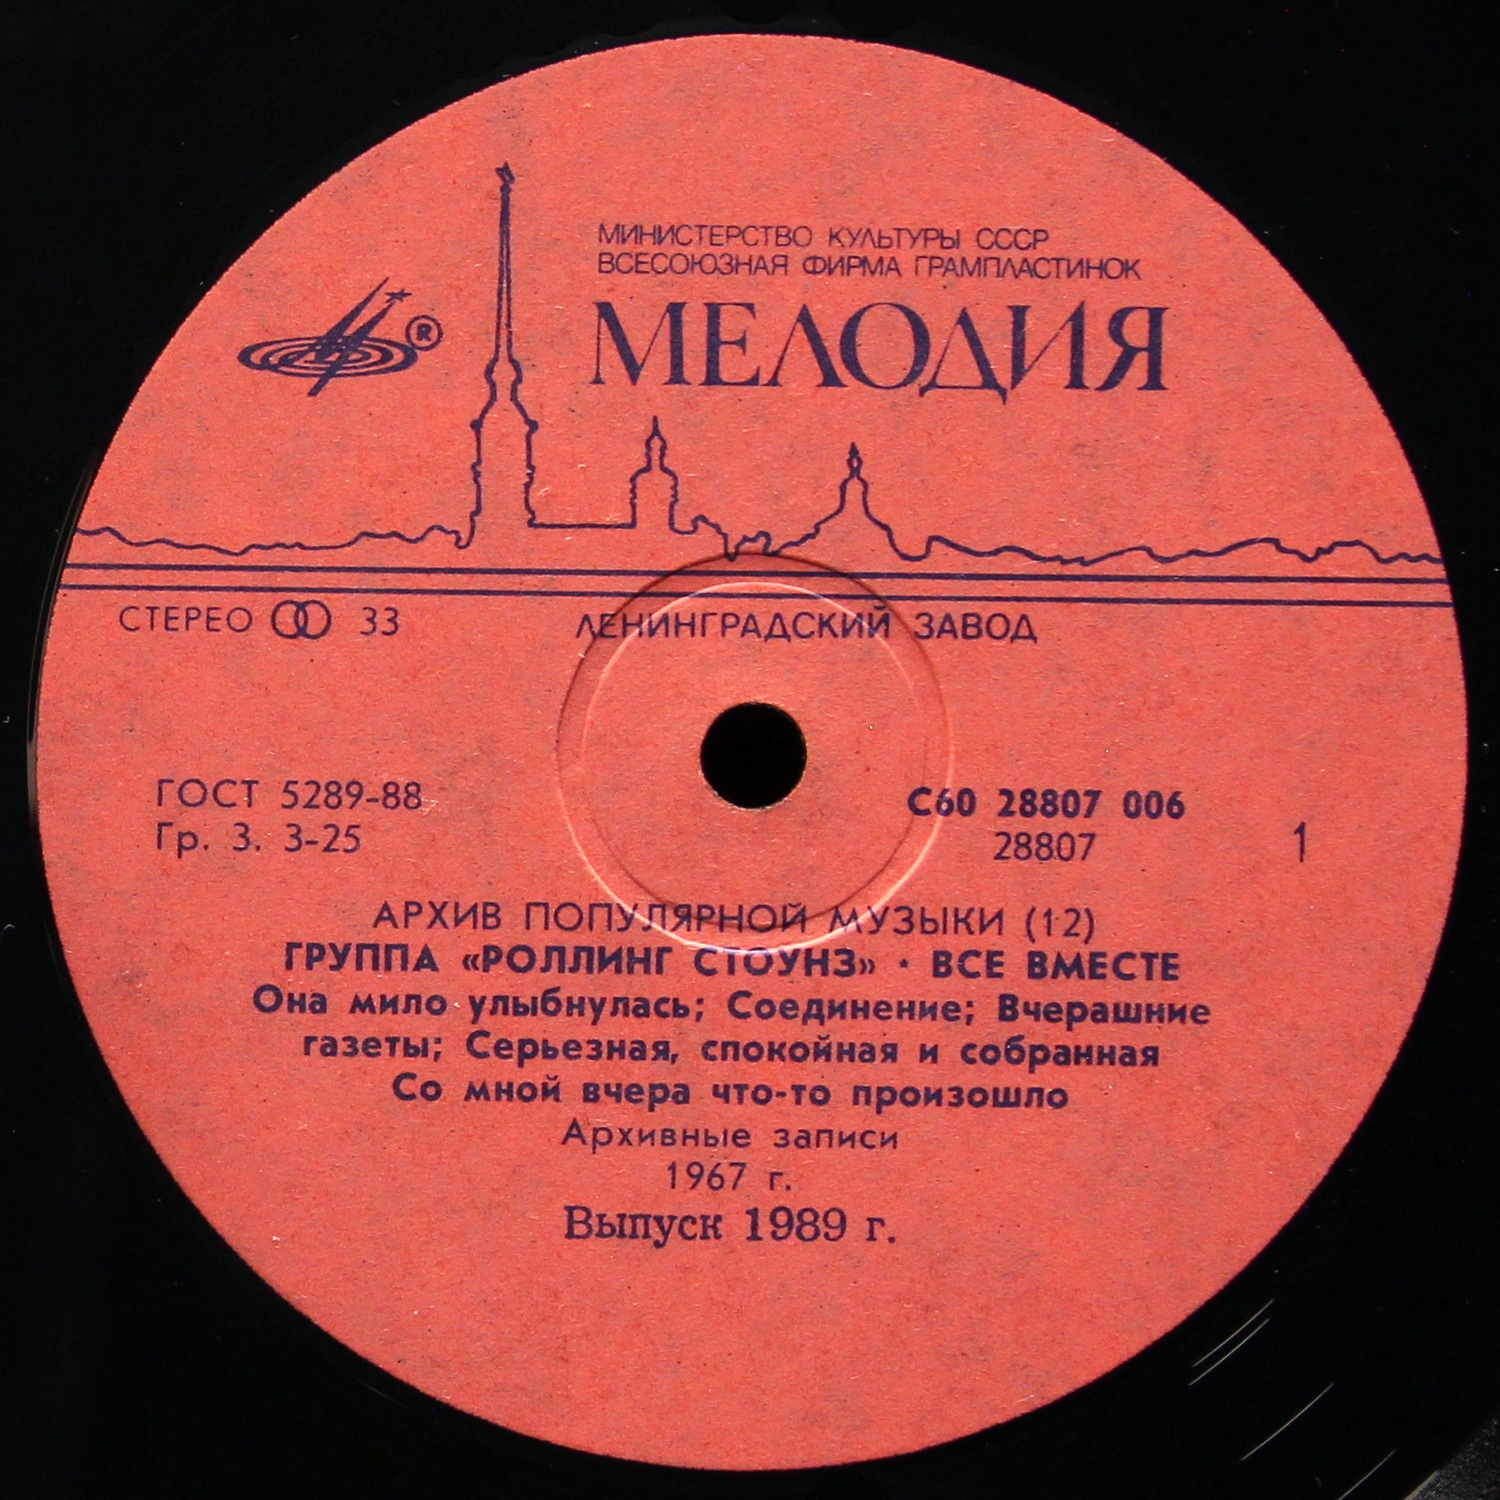 МИНИСТЕРСТВО КУЛЬТУРЫ СССР
ВСЕСОЮЗНАЯ ФИРМА ГРАМПЛАСТИНОК
МЕЛОДИЯ
®
СТЕРЕО 33
ЛЕНИНГРАДСКИЙ ЗАВОД
ГОСТ 5289-88
Гр. 3. 3-25
С60 28807 006
28807
1
АРХИВ ПОПУЛЯРНОЙ МУЗЫКИ (12)
ГРУППА «РОЛЛИНГ СТОУНЗ» · ВСЕ ВМЕСТЕ
Она мило улыбнулась; Соединение; Вчерашние
газеты; Серьезная, спокойная и собранная
Со мной вчера что-то произошло
Архивные записи
1967 г.
Выпуск 1989 г.